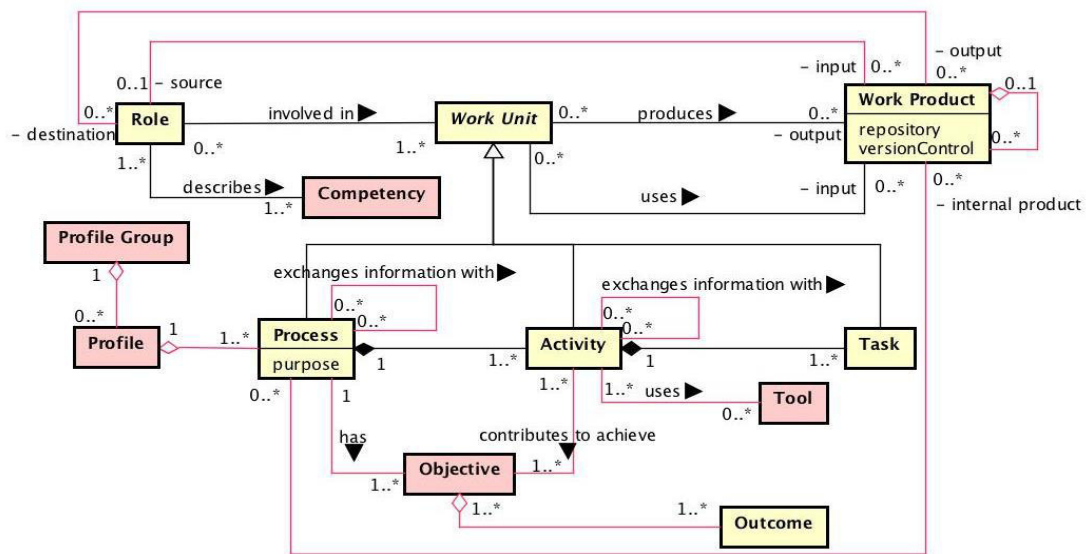 – output
0..*
– input
0..*
0..1
– source
0..*
– destination
Role
1..*
0..*
involved in
1..*
Work Unit
0..*
produces
0..*
– output
Work Product
repository
versionControl
0..1
0..*
0..*
uses
– input
0..*
0..*
– internal product
describes
1..*
Competency
Profile Group
1
0..*
Profile
1
1..*
exchanges information with
0..*
0..*
Process
purpose
1
1..*
exchanges information with
0..*
0..*
Activity
1
1..*
Task
0..*
1
has
1..*
1..*
contributes to achieve
1..*
1..*
uses
0..*
Tool
Objective
1..*
1..*
Outcome